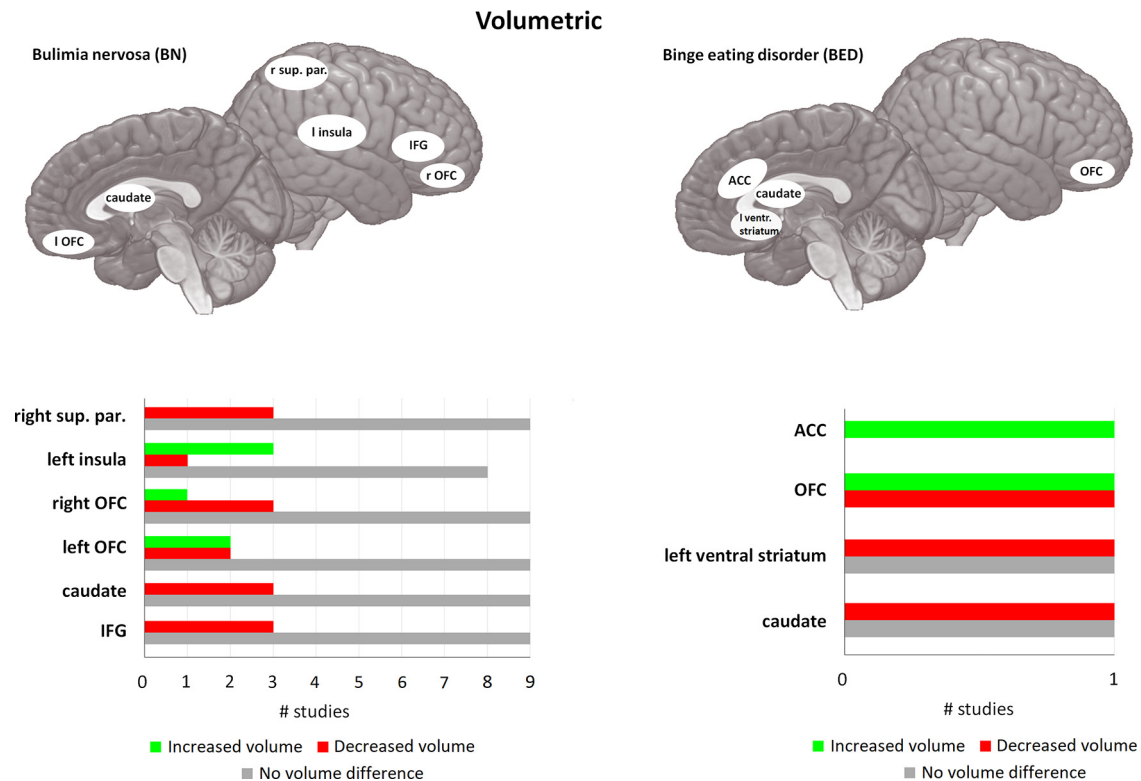 Volumetric
Bulimia nervosa (BN)
r sup. par.
l insula
IFG
r OFC
caudate
l OFC
Binge eating disorder (BED)
OFC
ACC
caudate
l ventr.
striatum
right sup. par.
left insula
right OFC
left OFC
caudate
IFG
0 1 2 3 4 5 6 7 8 9
# studies
Increased volume Decreased volume
No volume difference
ACC
OFC
left ventral striatum
caudate
0 1
# studies
Increased volume Decreased volume
No volume difference